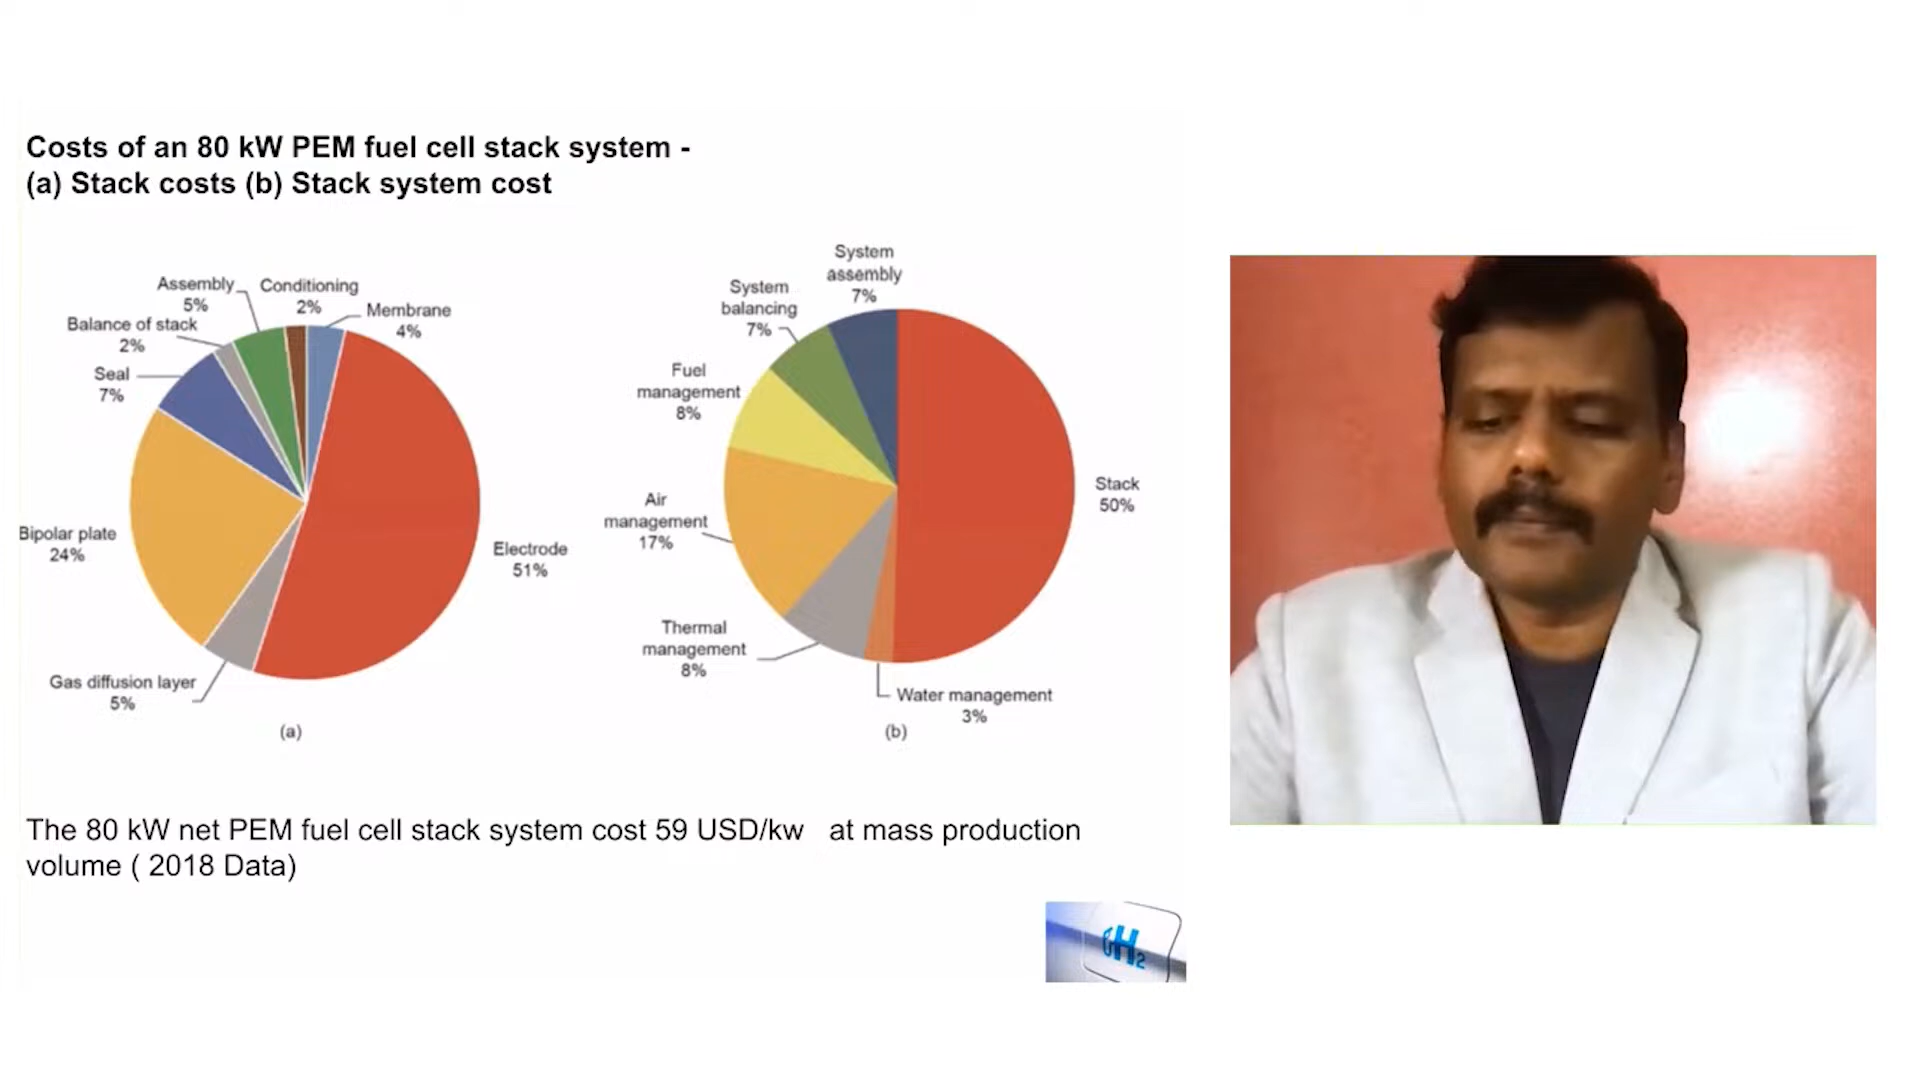 Costs of an 80 kW PEM fuel cell stack system -
(a) Stack costs (b) Stack system cost
Assembly
5%
Conditioning
2%
Membrane
4%
Balance of stack
2%
Seal
7%
Bipolar plate
24%
Electrode
51%
Gas diffusion layer
5%
(a)
System
assembly
7%
System
balancing
7%
Fuel
management
8%
Air
management
17%
Stack
50%
Thermal
management
8%
Water management
3%
(b)
The 80 kW net PEM fuel cell stack system cost 59 USD/kw at mass production
volume ( 2018 Data)
H2